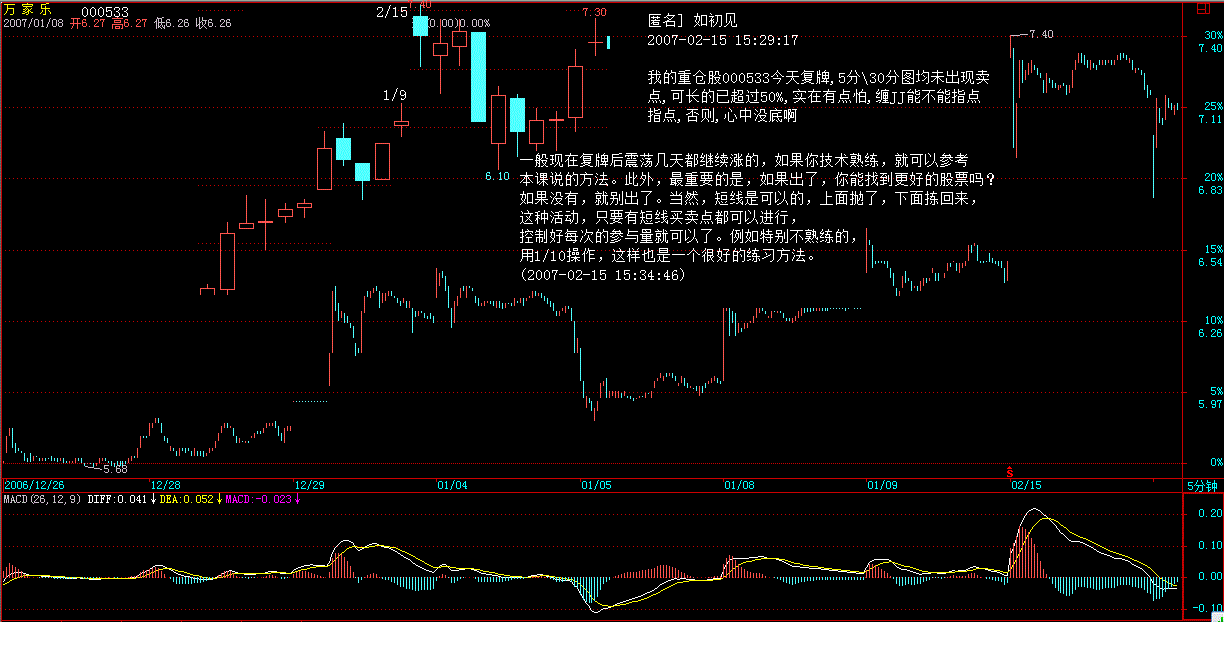 万家乐
000533
2007/01/08 开6.27 高6.27 低6.26 收6.26
2/15
7.40
0.00%
7.30
1/9
6.10
匿名] 如初见
2007-02-15 15:29:17
我的重仓股000533今天复牌,5分\30分图均未出现卖
点,可长的已超过50%,实在有点怕,缠JJ能不能指点
指点,否则,心中没底啊
一般现在复牌后震荡几天都继续涨的，如果你技术熟练，就可以参考
本课说的方法。此外，最重要的是，如果出了，你能找到更好的股票吗？
如果没有，就别出了。当然，短线是可以的，上面抛了，下面拣回来，
这种活动，只要有短线买卖点都可以进行，
控制好每次的参与量就可以了。例如特别不熟练的，
用1/10操作，这样也是一个很好的练习方法。
(2007-02-15 15:34:46)
7.40
30%
7.40
25%
7.11
20%
6.83
15%
6.54
10%
6.26
5%
5.97
0%
5.68
2006/12/26 12/28 12/29 01/04 01/05 01/08 01/09 02/15 5分钟
MACD(26,12,9) DIFF:0.041↓ DEA:0.052↓ MACD:-0.023↓
0.20
0.10
0.00
-0.10